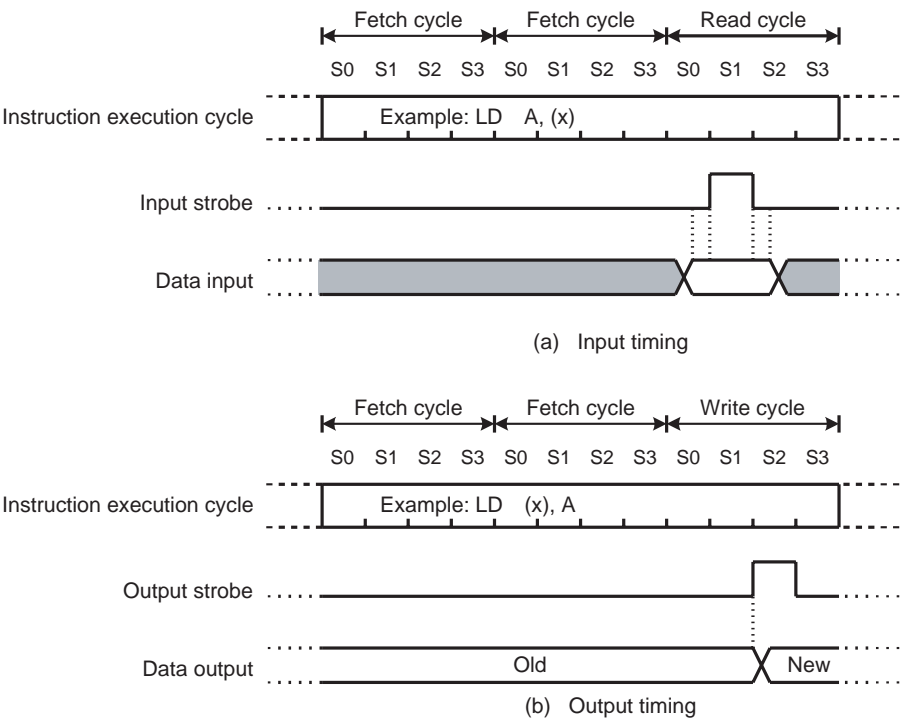 Fetch cycle Fetch cycle Read cycle
S0 S1 S2 S3 S0 S1 S2 S3 S0 S1 S2 S3
Instruction execution cycle Example: LD A, (x)
Input strobe
Data input
(a) Input timing
Fetch cycle Fetch cycle Write cycle
S0 S1 S2 S3 S0 S1 S2 S3 S0 S1 S2 S3
Instruction execution cycle Example: LD (x), A
Output strobe
Data output Old New
(b) Output timing